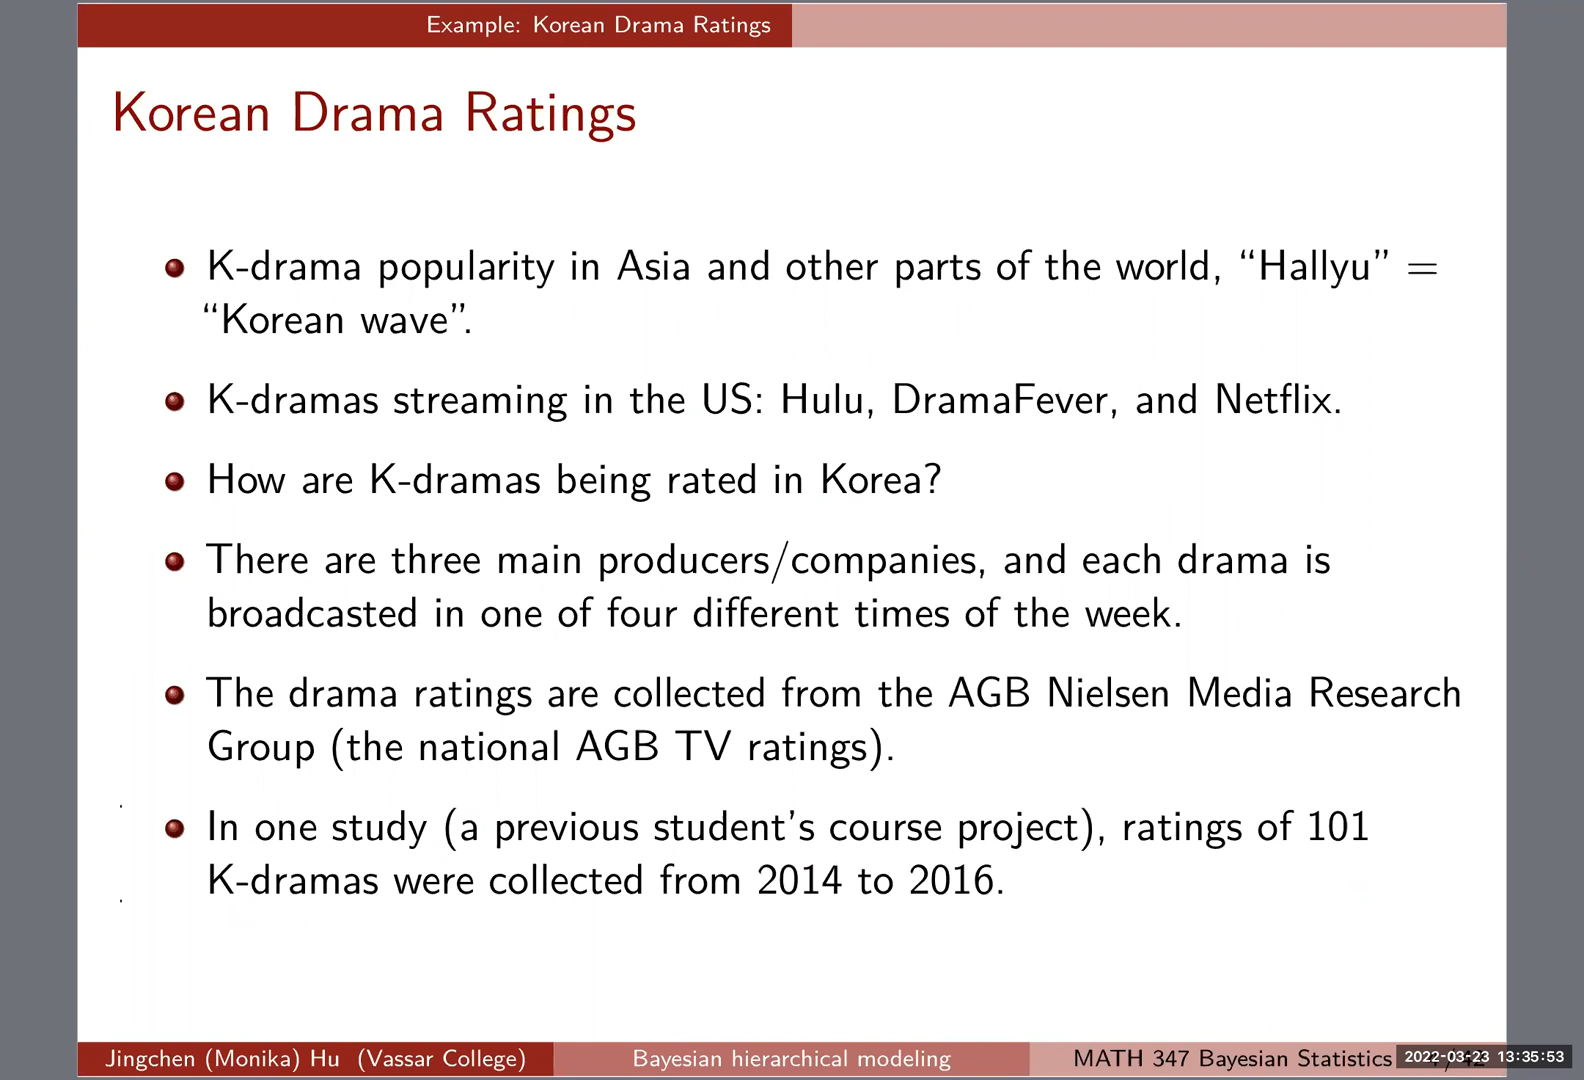 Example: Korean Drama Ratings
Korean Drama Ratings
K-drama popularity in Asia and other parts of the world, “Hallyu” =
“Korean wave”.
K-dramas streaming in the US: Hulu, DramaFever, and Netflix.
How are K-dramas being rated in Korea?
There are three main producers/companies, and each drama is
broadcasted in one of four different times of the week.
The drama ratings are collected from the AGB Nielsen Media Research
Group (the national AGB TV ratings).
In one study (a previous student’s course project), ratings of 101
K-dramas were collected from 2014 to 2016.
Jingchen (Monika) Hu (Vassar College) Bayesian hierarchical modeling MATH 347 Bayesian Statistics 2022-03-23 13:35:53